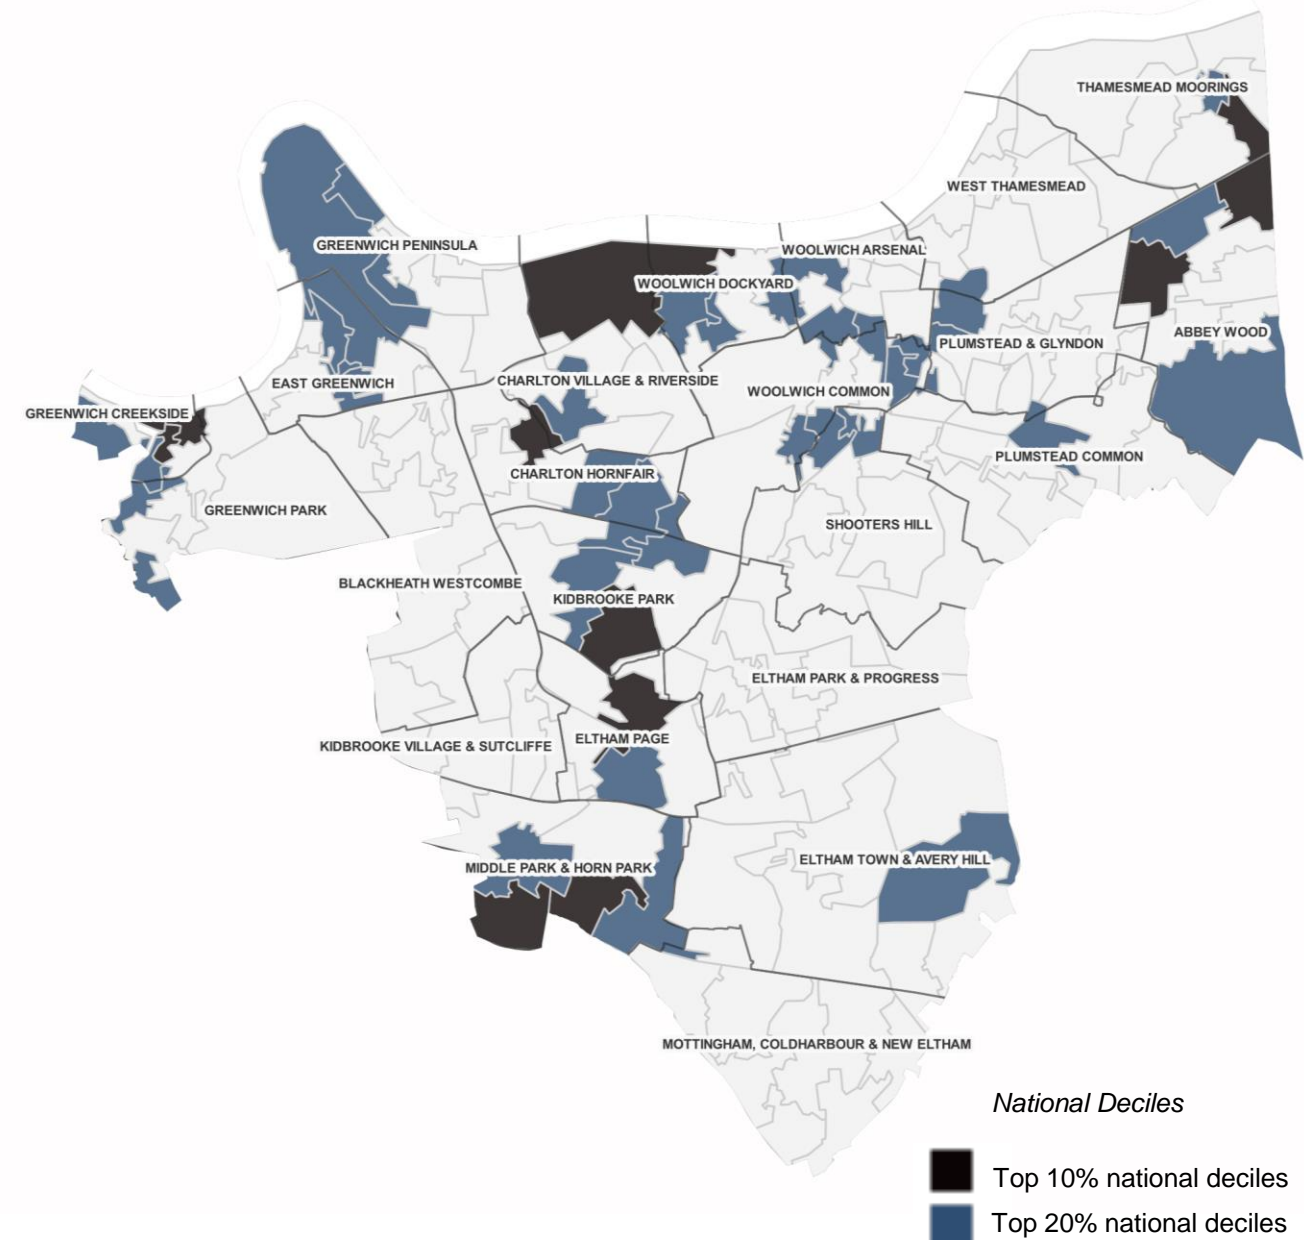 THAMESMEAD MOORINGS
WEST THAMESMEAD
GREENWICH PENINSULA
WOOLWICH ARSENAL
WOOLWICH DOCKYARD
ABBEY WOOD
PLUMSTEAD & GLYNDON
EAST GREENWICH
CHARLTON VILLAGE & RIVERSIDE
WOOLWICH COMMON
GREENWICH CREEKSIDE
PLUMSTEAD COMMON
CHARLTON HORNFAIR
GREENWICH PARK
SHOOTERS HILL
BLACKHEATH WESTCOMBE
KIDBROOKE PARK
ELTHAM PARK & PROGRESS
ELTHAM PAGE
KIDBROOKE VILLAGE & SUTCLIFFE
ELTHAM TOWN & AVERY HILL
MIDDLE PARK & HORN PARK
MOTTINGHAM, COLDHARBOUR & NEW ELTHAM
National Deciles
Top 10% national deciles
Top 20% national deciles